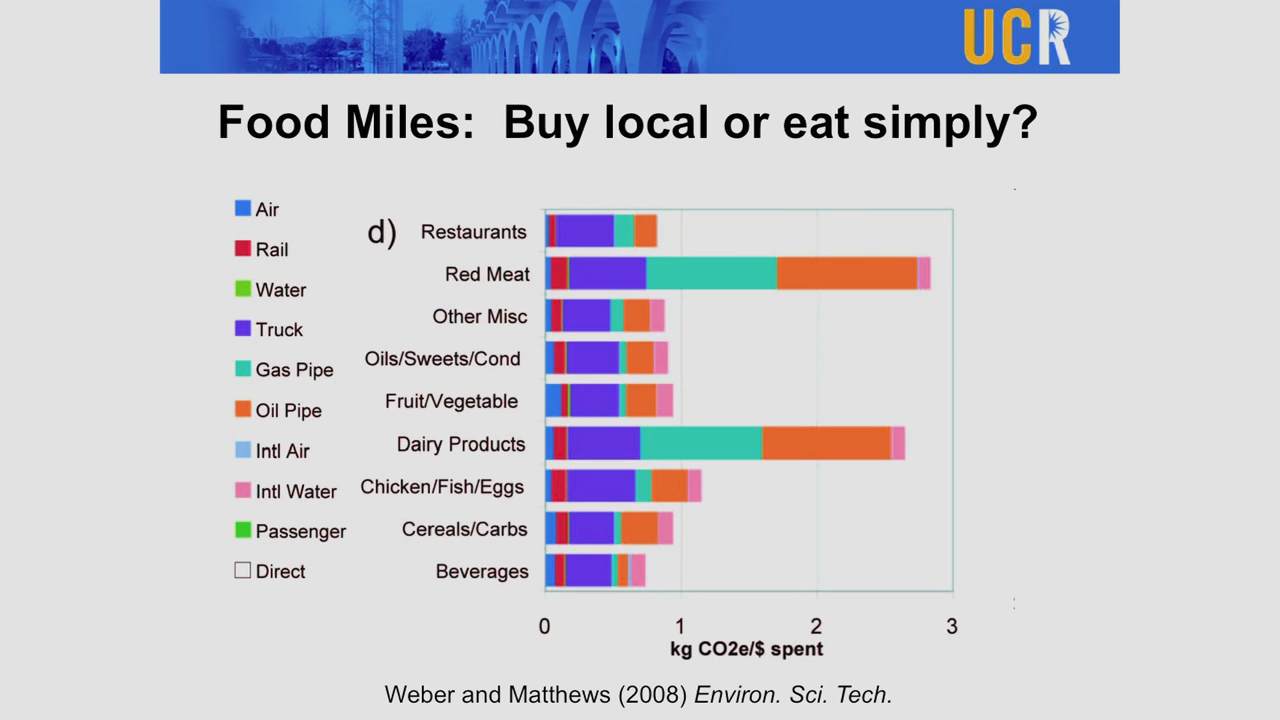 UCR
Food Miles: Buy local or eat simply?
Air
Rail
Water
Truck
Gas Pipe
Oil Pipe
Intl Air
Intl Water
Passenger
Direct
d)
Restaurants
Red Meat
Other Misc
Oils/Sweets/Cond
Fruit/Vegetable
Dairy Products
Chicken/Fish/Eggs
Cereals/Carbs
Beverages
0 1 2 3
kg CO2e/$ spent
Weber and Matthews (2008) Environ. Sci. Tech.